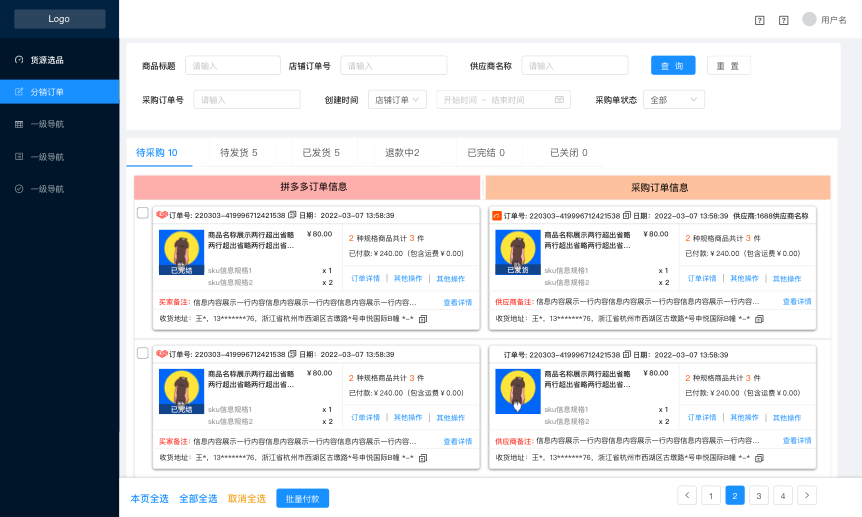 Logo
用户名
货源选品
分销订单
一级导航
一级导航
一级导航
商品标题 请输入 店铺订单号 请输入 供应商名称 请输入 查 询 重 置
采购订单号 请输入 创建时间 店铺订单 开始时间 ~ 结束时间 采购单状态 全部
待采购 10 待发货 5 已发货 5 退款中2 已完结 0 已关闭 0
拼多多订单信息 采购订单信息
订单号: 220303-419996712421538 日期: 2022-03-07 13:58:39
商品名称展示两行超出省略
两行超出省略两行超出省...
¥80.00
已完结
sku信息规格1 x 1
sku信息规格2 x 2
2 种规格商品共计 3 件
已付款: ¥240.00 (包含运费¥0.00)
订单详情 | 其他操作 | 其他操作
买家备注: 信息内容展示一行内容信息内容展示一行内容信息内容展示一行内容... 查看详情
收货地址: 王*, 13*******76, 浙江省杭州市西湖区古墩路*号申悦国际B幢 *-*
订单号: 220303-419996712421538 日期: 2022-03-07 13:58:39 供应商:1688供应商名称
商品名称展示两行超出省略
两行超出省略两行超出省...
¥80.00
已发货
sku信息规格1 x 1
sku信息规格2 x 2
2 种规格商品共计 3 件
已付款: ¥240.00 (包含运费¥0.00)
订单详情 | 其他操作 | 其他操作
供应商备注: 信息内容展示一行内容信息内容展示一行内容信息内容展示一行内容... 查看详情
收货地址: 王*, 13*******76, 浙江省杭州市西湖区古墩路*号申悦国际B幢 *-*
订单号: 220303-419996712421538 日期: 2022-03-07 13:58:39
商品名称展示两行超出省略
两行超出省略两行超出省...
¥80.00
已完结
sku信息规格1 x 1
sku信息规格2 x 2
2 种规格商品共计 3 件
已付款: ¥240.00 (包含运费¥0.00)
订单详情 | 其他操作 | 其他操作
买家备注: 信息内容展示一行内容信息内容展示一行内容信息内容展示一行内容... 查看详情
收货地址: 王*, 13*******76, 浙江省杭州市西湖区古墩路*号申悦国际B幢 *-*
订单号: 220303-419996712421538 日期: 2022-03-07 13:58:39
商品名称展示两行超出省略
两行超出省略两行超出省...
¥80.00
sku信息规格1 x 1
sku信息规格2 x 2
2 种规格商品共计 3 件
已付款: ¥240.00 (包含运费¥0.00)
订单详情 | 其他操作 | 其他操作
供应商备注: 信息内容展示一行内容信息内容展示一行内容信息内容展示一行内容... 查看详情
收货地址: 王*, 13*******76, 浙江省杭州市西湖区古墩路*号申悦国际B幢 *-*
本页全选 全部全选 取消全选 批量付款
1 2 3 4